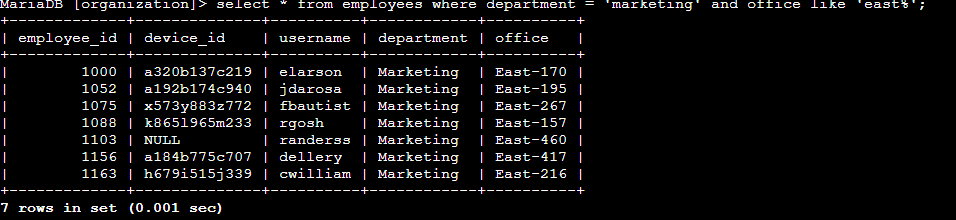 MariaDB [organization]> select * from employees where department = 'marketing' and office like 'east%';
+-------------+--------------+----------+------------+----------+
| employee_id | device_id    | username | department | office   |
+-------------+--------------+----------+------------+----------+
|        1000 | a320b137c219 | elarson  | Marketing  | East-170 |
|        1052 | a192b174c940 | jdarosa  | Marketing  | East-195 |
|        1075 | x573y883z772 | fbautist | Marketing  | East-267 |
|        1088 | k865l965m233 | rgosh    | Marketing  | East-157 |
|        1103 | NULL         | randerss | Marketing  | East-460 |
|        1156 | a184b775c707 | dellery  | Marketing  | East-417 |
|        1163 | h679i515j339 | cwilliam | Marketing  | East-216 |
+-------------+--------------+----------+------------+----------+
7 rows in set (0.001 sec)